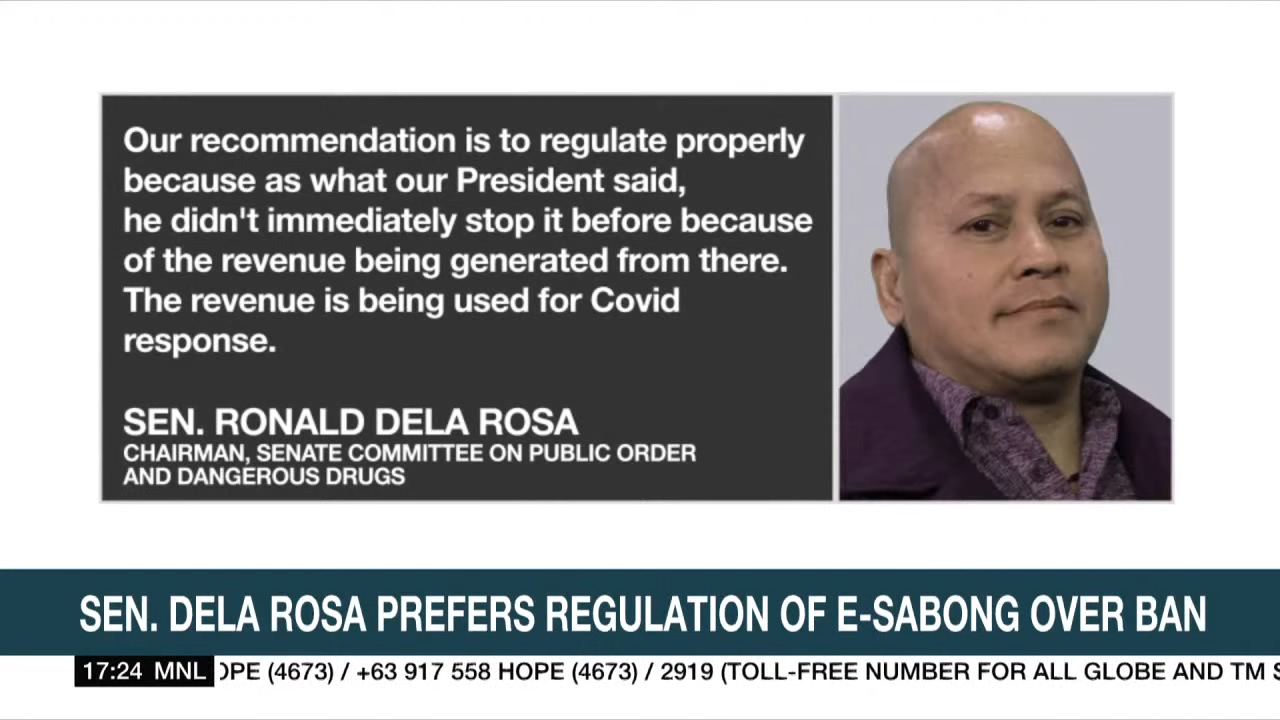 Our recommendation is to regulate properly
because as what our President said,
he didn't immediately stop it before because
of the revenue being generated from there.
The revenue is being used for Covid
response.
SEN. RONALD DELA ROSA
CHAIRMAN, SENATE COMMITTEE ON PUBLIC ORDER
AND DANGEROUS DRUGS
SEN. DELA ROSA PREFERS REGULATION OF E-SABONG OVER BAN
17:24 MNL (4673) / +63 917 558 HOPE (4673) / 2919 (TOLL-FREE NUMBER FOR ALL GLOBE AND TM